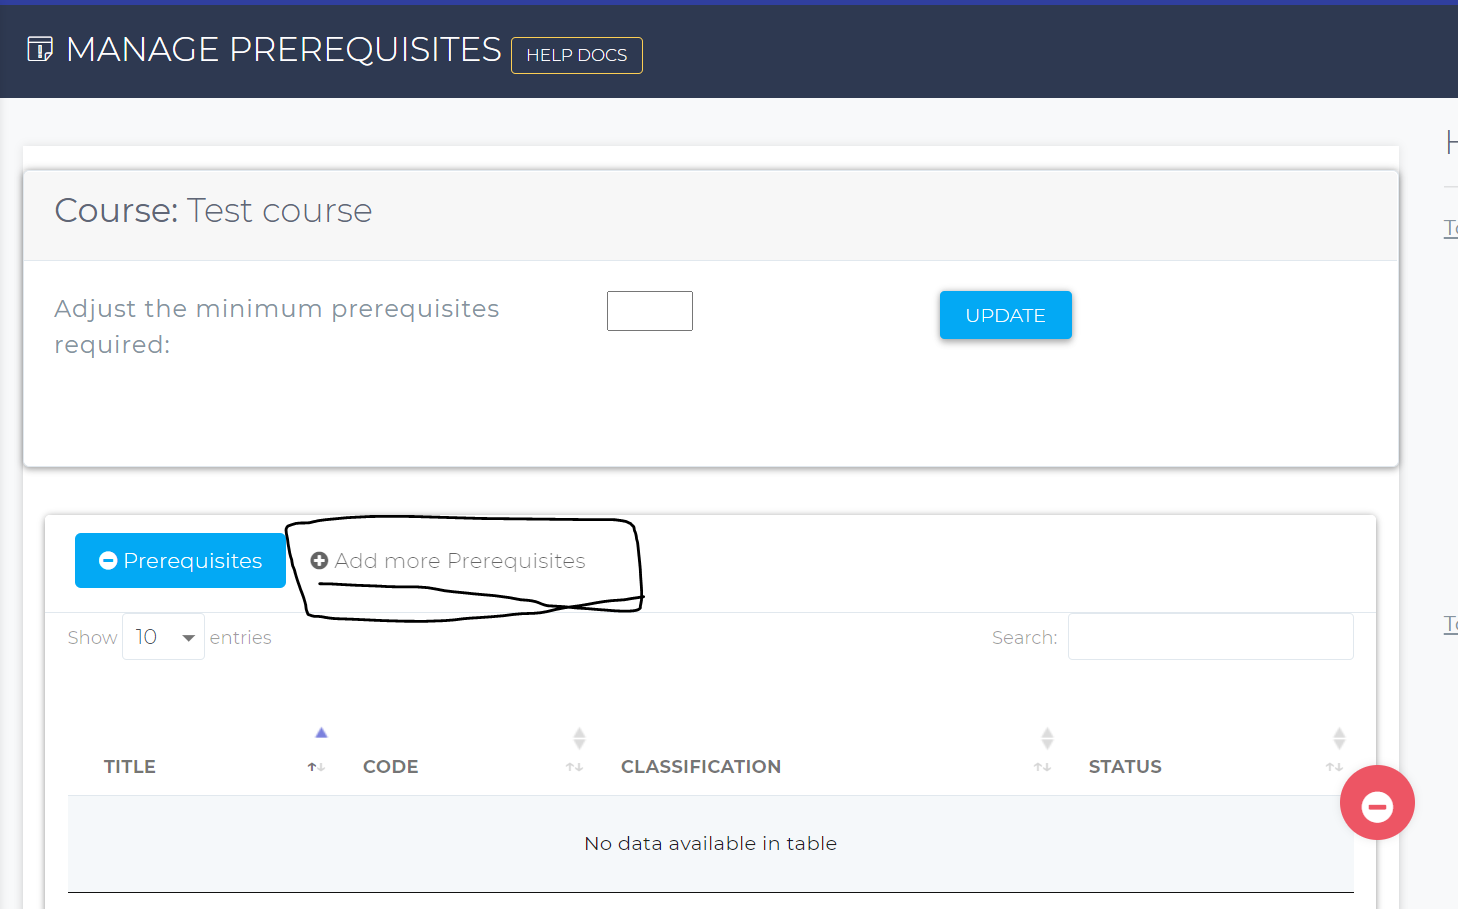 MANAGE PREREQUISITES HELP DOCS
Course: Test course
Adjust the minimum prerequisites
required:
UPDATE
Prerequisites Add more Prerequisites
Show 10 entries Search:
TITLE CODE CLASSIFICATION STATUS
No data available in table